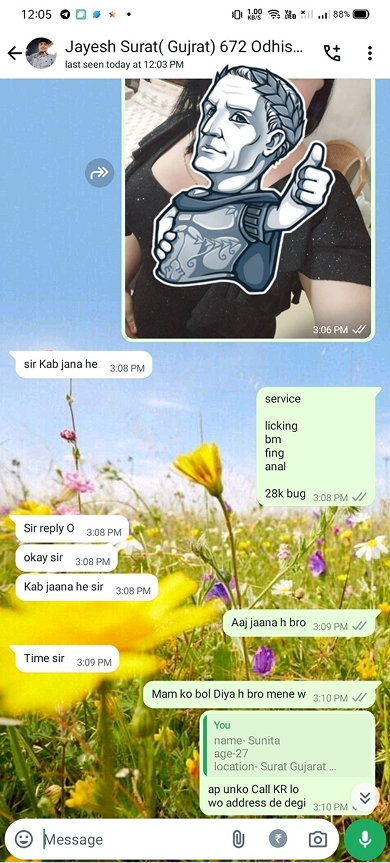 12:05
1.00
KB/S
Vo
LTE
88%
Jayesh Surat( Gujrat) 672 Odhis...
last seen today at 12:03 PM
3:06 PM
sir Kab jana he 3:08 PM
service
licking
bm
fing
anal
28k bug 3:08 PM
Sir reply O 3:08 PM
okay sir 3:08 PM
Kab jaana he sir 3:08 PM
Aaj jaana h bro 3:09 PM
Time sir 3:09 PM
Mam ko bol Diya h bro mene w 3:10 PM
You
name- Sunita
age-27
location- Surat Gujarat ...
ap unko Call KR lo
wo address de degi 3:10 PM
Message